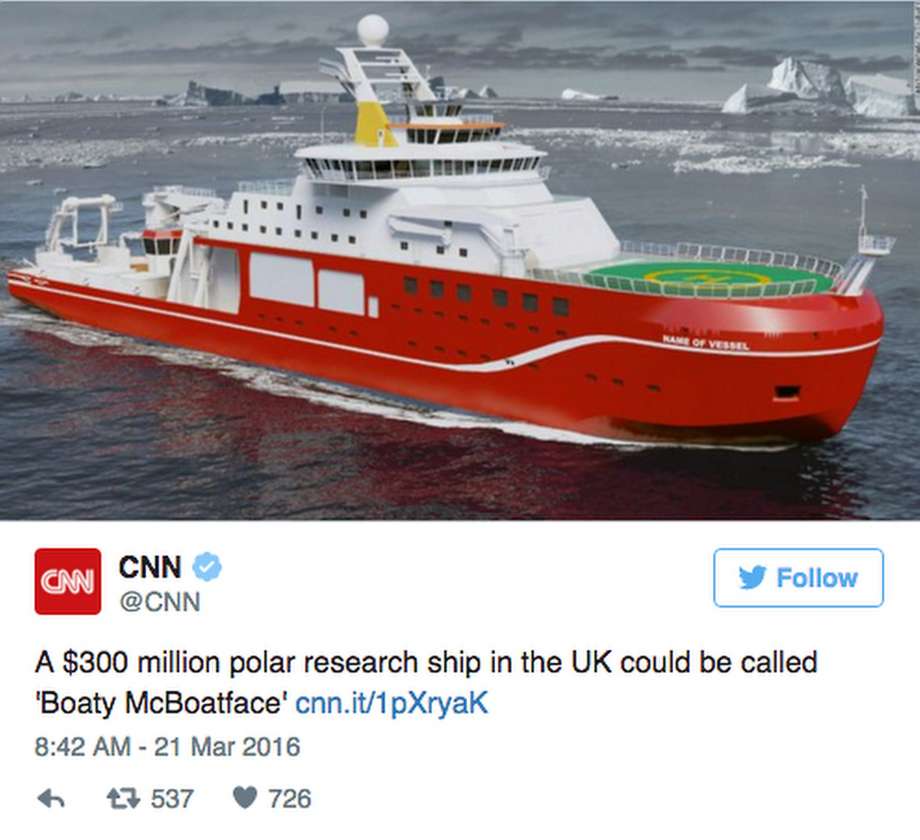 NAME OF VESSEL
CNN
CNN
@CNN
Follow
A $300 million polar research ship in the UK could be called
'Boaty McBoatface' cnn.it/1pXryaK
8:42 AM - 21 Mar 2016
537 726